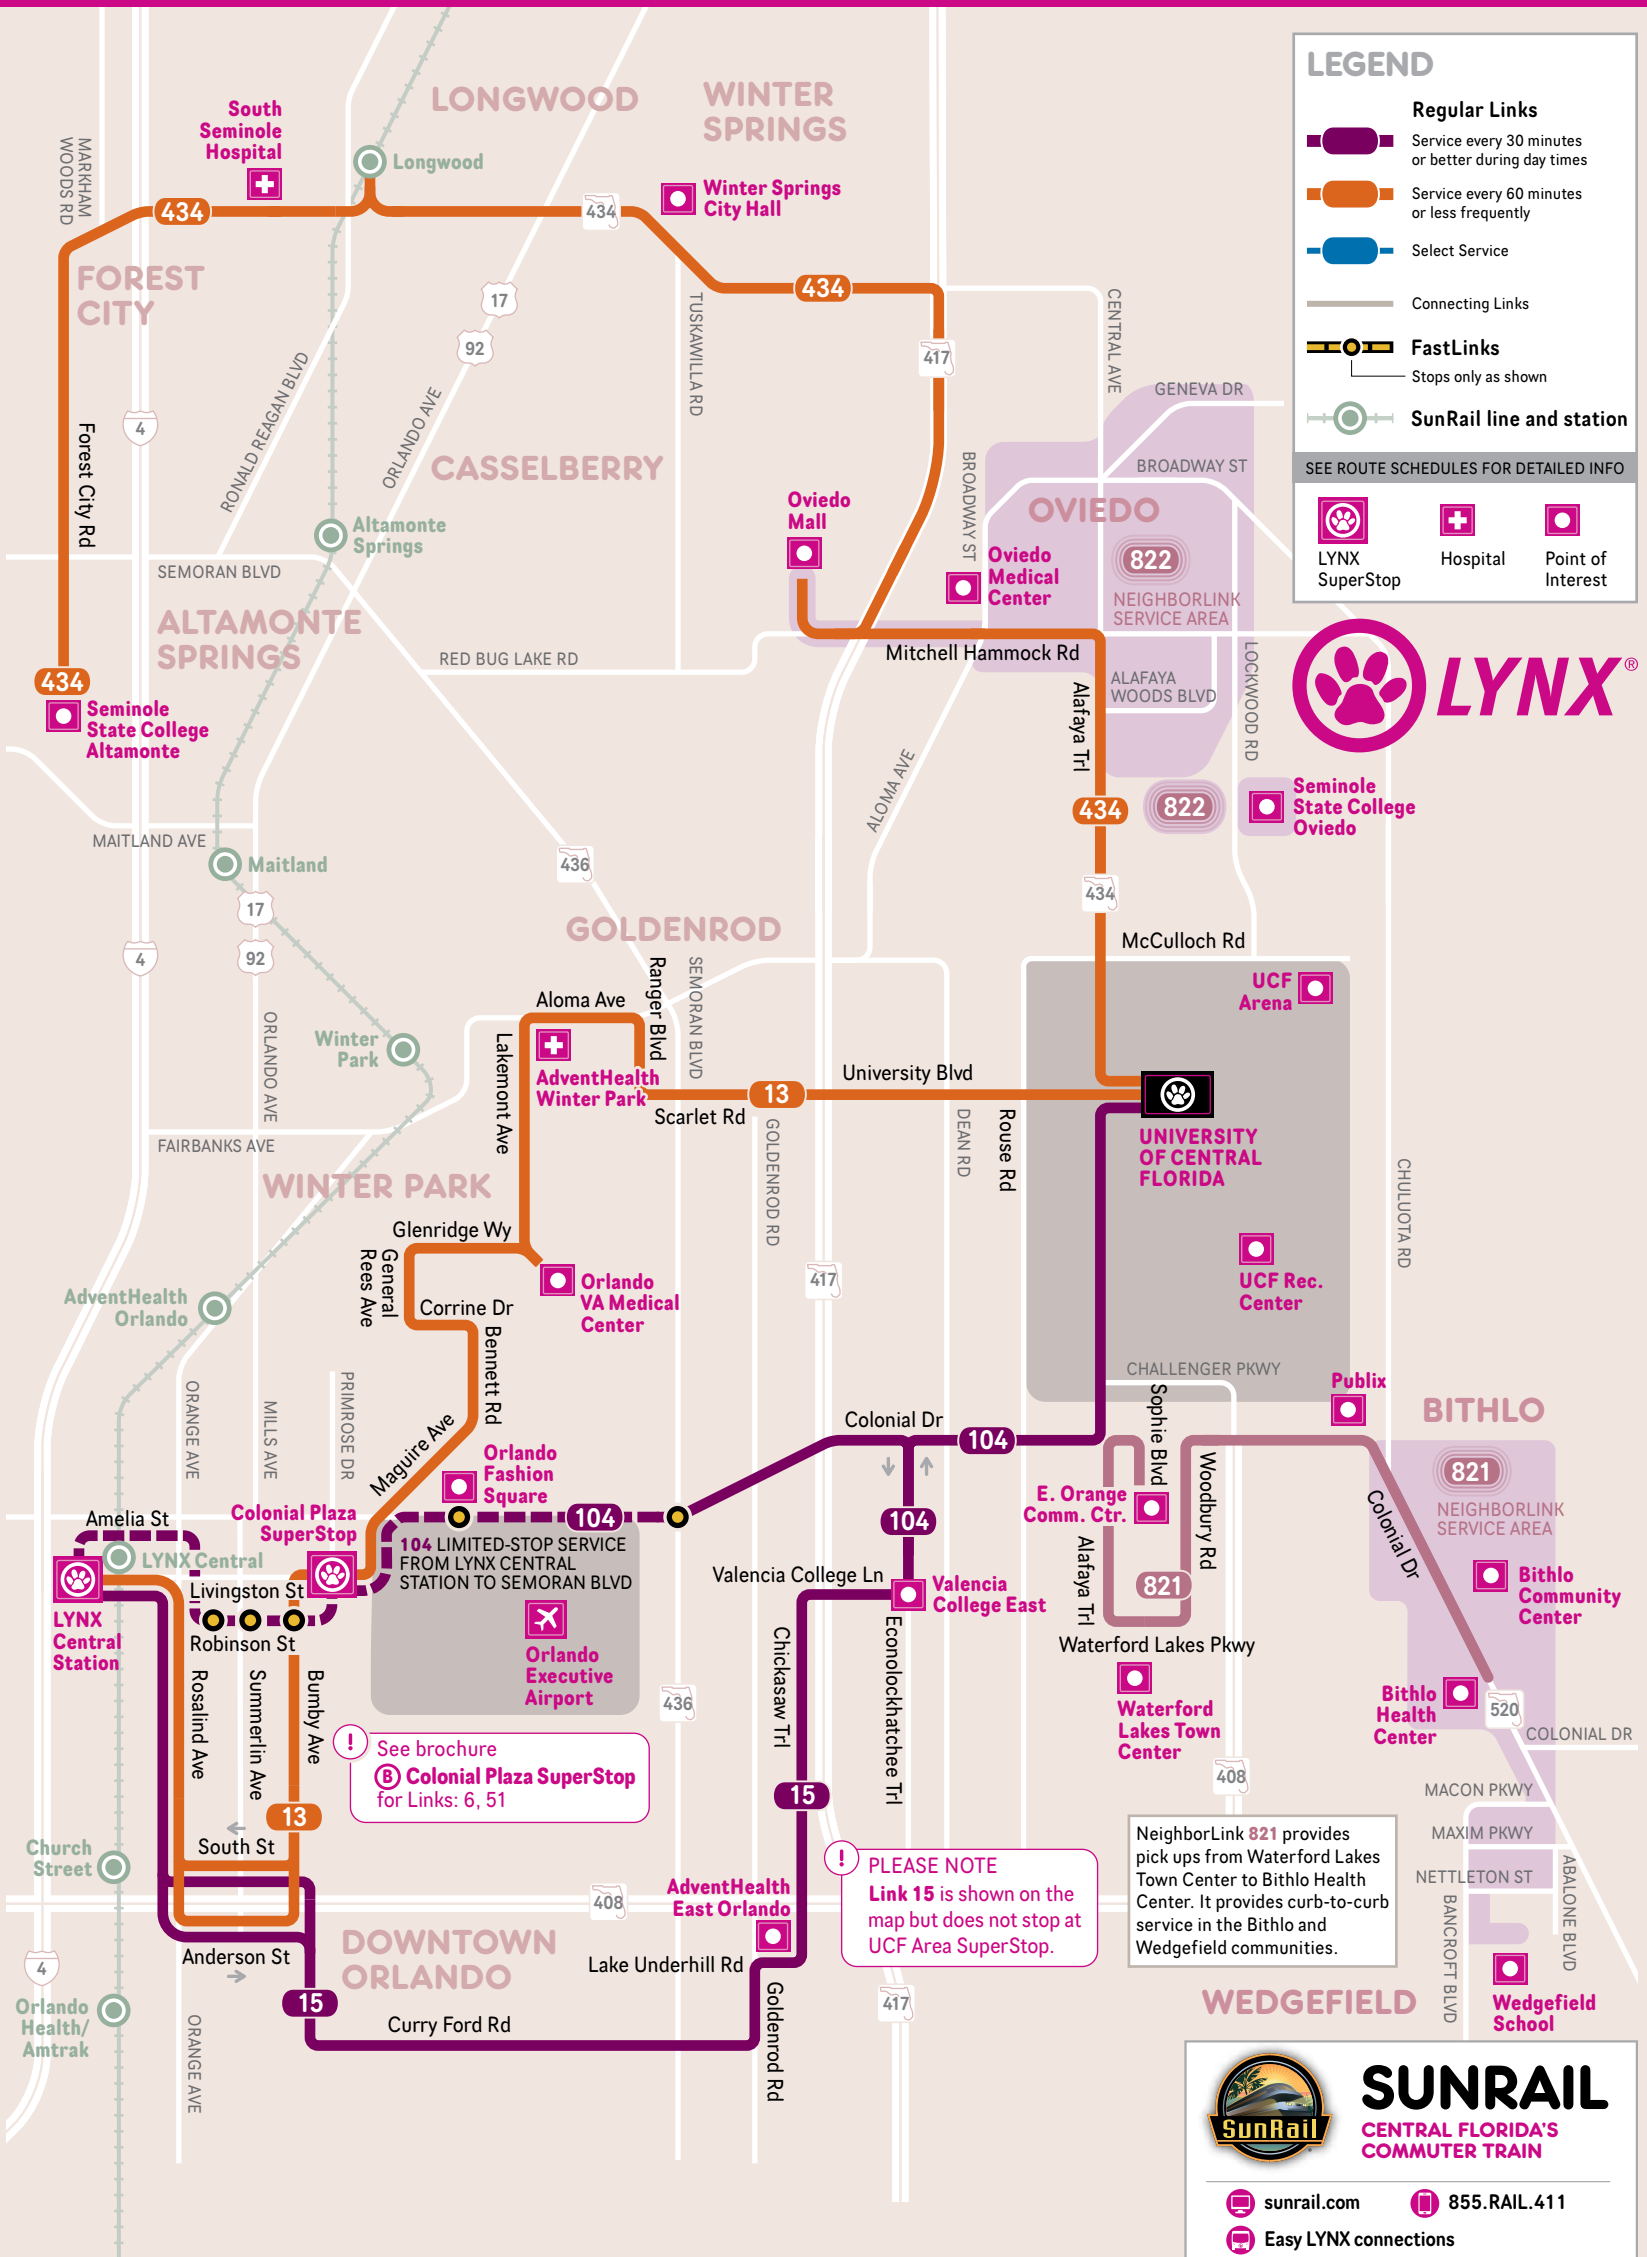 LEGEND
Regular Links
Service every 30 minutes
or better during day times
Service every 60 minutes
or less frequently
Select Service
Connecting Links
FastLinks
Stops only as shown
SunRail line and station
SEE ROUTE SCHEDULES FOR DETAILED INFO
LYNX
SuperStop
Hospital
Point of
Interest
LYNX®
LONGWOOD
WINTER
SPRINGS
South
Seminole
Hospital
Longwood
MARKHAM
WOODS RD
434
434
Winter Springs
City Hall
FOREST
CITY
434
17
92
TUSKAWILLA RD
417
CENTRAL AVE
GENEVA DR
RONALD REAGAN BLVD
ORLANDO AVE
4
Forest City Rd
CASSELBERRY
BROADWAY ST
BROADWAY ST
OVIEDO
Oviedo
Mall
Altamonte
Springs
Oviedo
Medical
Center
822
NEIGHBORLINK
SERVICE AREA
SEMORAN BLVD
ALTAMONTE
SPRINGS
RED BUG LAKE RD
Mitchell Hammock Rd
LOCKWOOD RD
434
Seminole
State College
Altamonte
Alafaya Trl
ALAFAYA
WOODS BLVD
ALOMA AVE
434
822
Seminole
State College
Oviedo
MAITLAND AVE
Maitland
436
434
17
92
4
GOLDENROD
McCulloch Rd
UCF
Arena
Aloma Ave
Ranger Blvd
SEMORAN BLVD
ORLANDO AVE
Winter
Park
Lakemont Ave
AdventHealth
Winter Park
University Blvd
13
Scarlet Rd
GOLDENROD RD
DEAN RD
Rouse Rd
UNIVERSITY
OF CENTRAL
FLORIDA
FAIRBANKS AVE
WINTER PARK
CHULUOTA RD
Glenridge Wy
General
Rees Ave
417
UCF Rec.
Center
Orlando
VA Medical
Center
AdventHealth
Orlando
Corrine Dr
Bennett Rd
CHALLENGER PKWY
Publix
BITHLO
ORANGE AVE
MILLS AVE
PRIMROSE DR
Maguire Ave
Colonial Dr
104
Sophie Blvd
Woodbury Rd
Orlando
Fashion
Square
821
NEIGHBORLINK
SERVICE AREA
E. Orange
Comm. Ctr.
Colonial Dr
Amelia St
Colonial Plaza
SuperStop
104
104
LYNX Central
104 LIMITED-STOP SERVICE
FROM LYNX CENTRAL
STATION TO SEMORAN BLVD
Valencia College Ln
Valencia
College East
Alafaya Trl
821
Bithlo
Community
Center
Livingston St
LYNX
Central
Station
Robinson St
Orlando
Executive
Airport
Waterford Lakes Pkwy
Rosalind Ave
Summerlin Ave
Bumby Ave
Chickasaw Trl
Econolockhatchee Trl
436
Waterford
Lakes Town
Center
Bithlo
Health
Center
520
COLONIAL DR
! See brochure
B Colonial Plaza SuperStop
for Links: 6, 51
408
MACON PKWY
15
13
South St
Church
Street
MAXIM PKWY
NETTLETON ST
NeighborLink 821 provides
pick ups from Waterford Lakes
Town Center to Bithlo Health
Center. It provides curb-to-curb
service in the Bithlo and
Wedgefield communities.
! PLEASE NOTE
Link 15 is shown on the
map but does not stop at
UCF Area SuperStop.
AdventHealth
East Orlando
408
ABALONE BLVD
BANCROFT BLVD
DOWNTOWN
ORLANDO
Anderson St
Lake Underhill Rd
4
15
417
WEDGEFIELD
Wedgefield
School
Orlando
Health/
Amtrak
Curry Ford Rd
Goldenrod Rd
ORANGE AVE
SunRail
SUNRAIL
CENTRAL FLORIDA'S
COMMUTER TRAIN
sunrail.com
855.RAIL.411
Easy LYNX connections